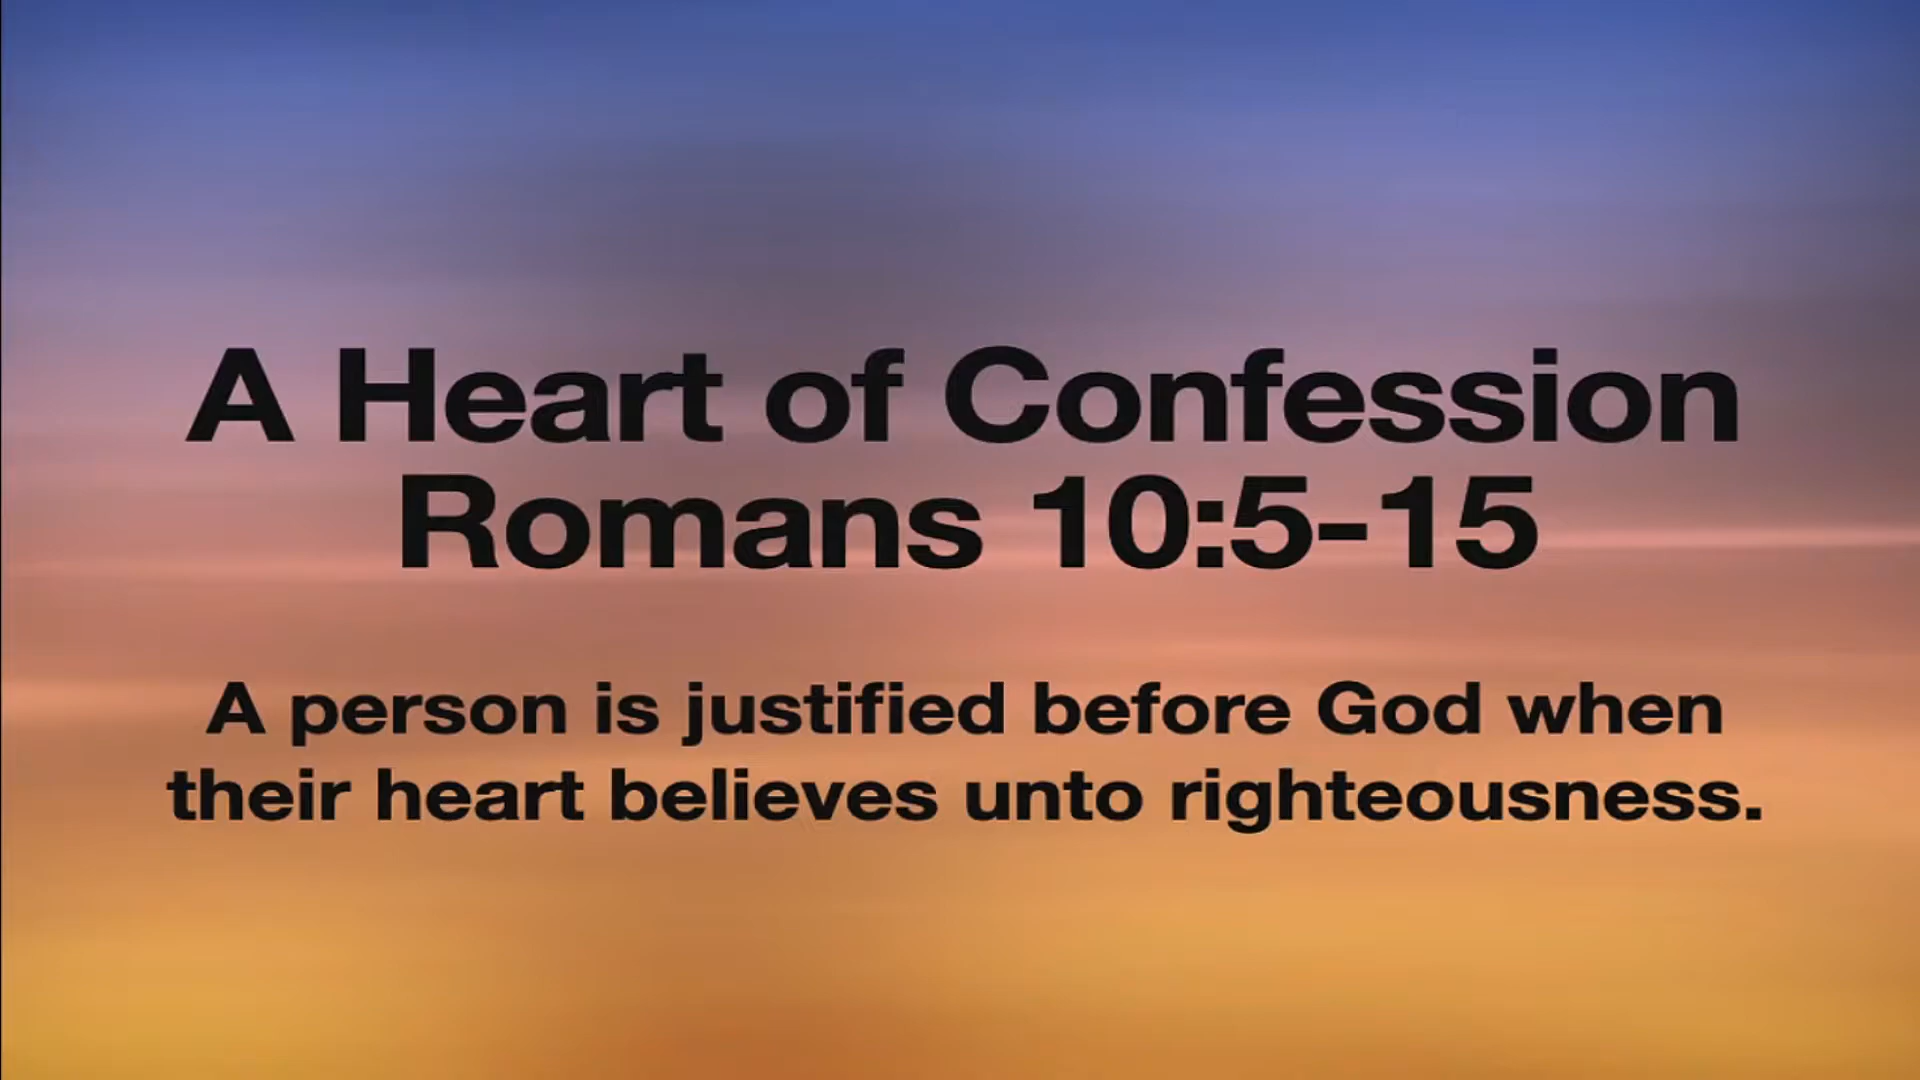 A Heart of Confession
Romans 10:5-15
A person is justified before God when
their heart believes unto righteousness.